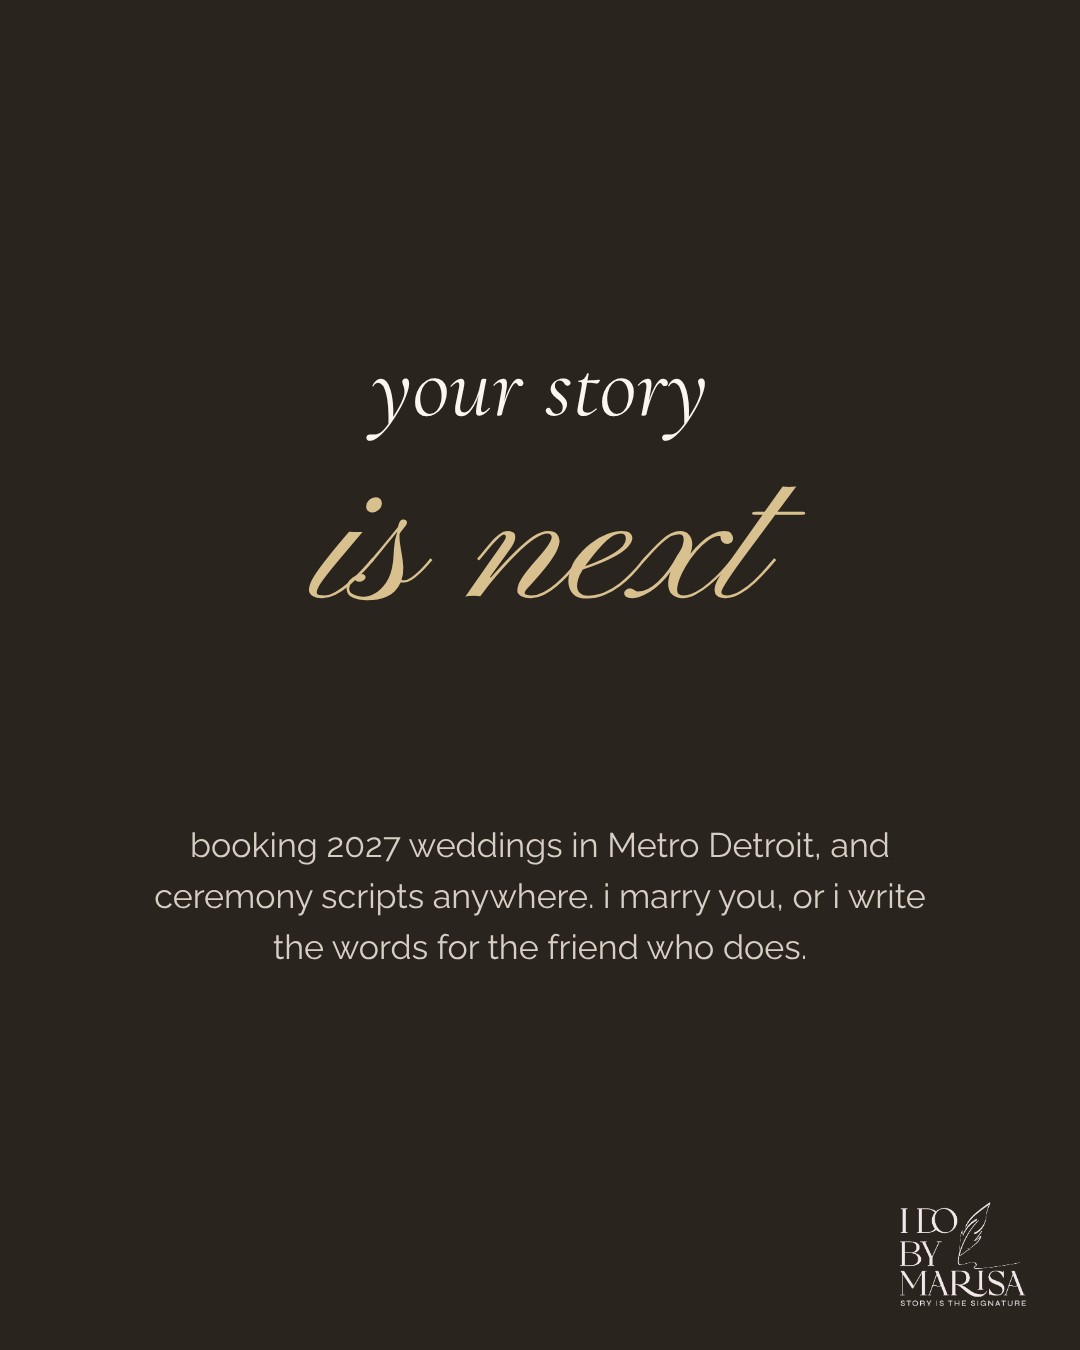 your story
is next
booking 2027 weddings in Metro Detroit, and
ceremony scripts anywhere. i marry you, or i write
the words for the friend who does.
I DO
BY
MARISA
STORY IS THE SIGNATURE